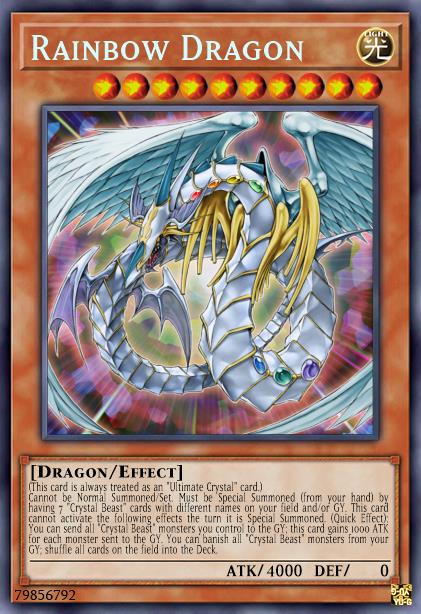 RAINBOW DRAGON
LIGHT
光
[DRAGON/EFFECT]
(This card is always treated as an "Ultimate Crystal" card.)
Cannot be Normal Summoned/Set. Must be Special Summoned (from your hand) by
having 7 "Crystal Beast" cards with different names on your field and/or GY. This card
cannot activate the following effects the turn it is Special Summoned. (Quick Effect):
You can send all "Crystal Beast" monsters you control to the GY; this card gains 1000 ATK
for each monster sent to the GY. You can banish all "Crystal Beast" monsters from your
GY; shuffle all cards on the field into the Deck.
ATK/4000 DEF/ 0
79856792